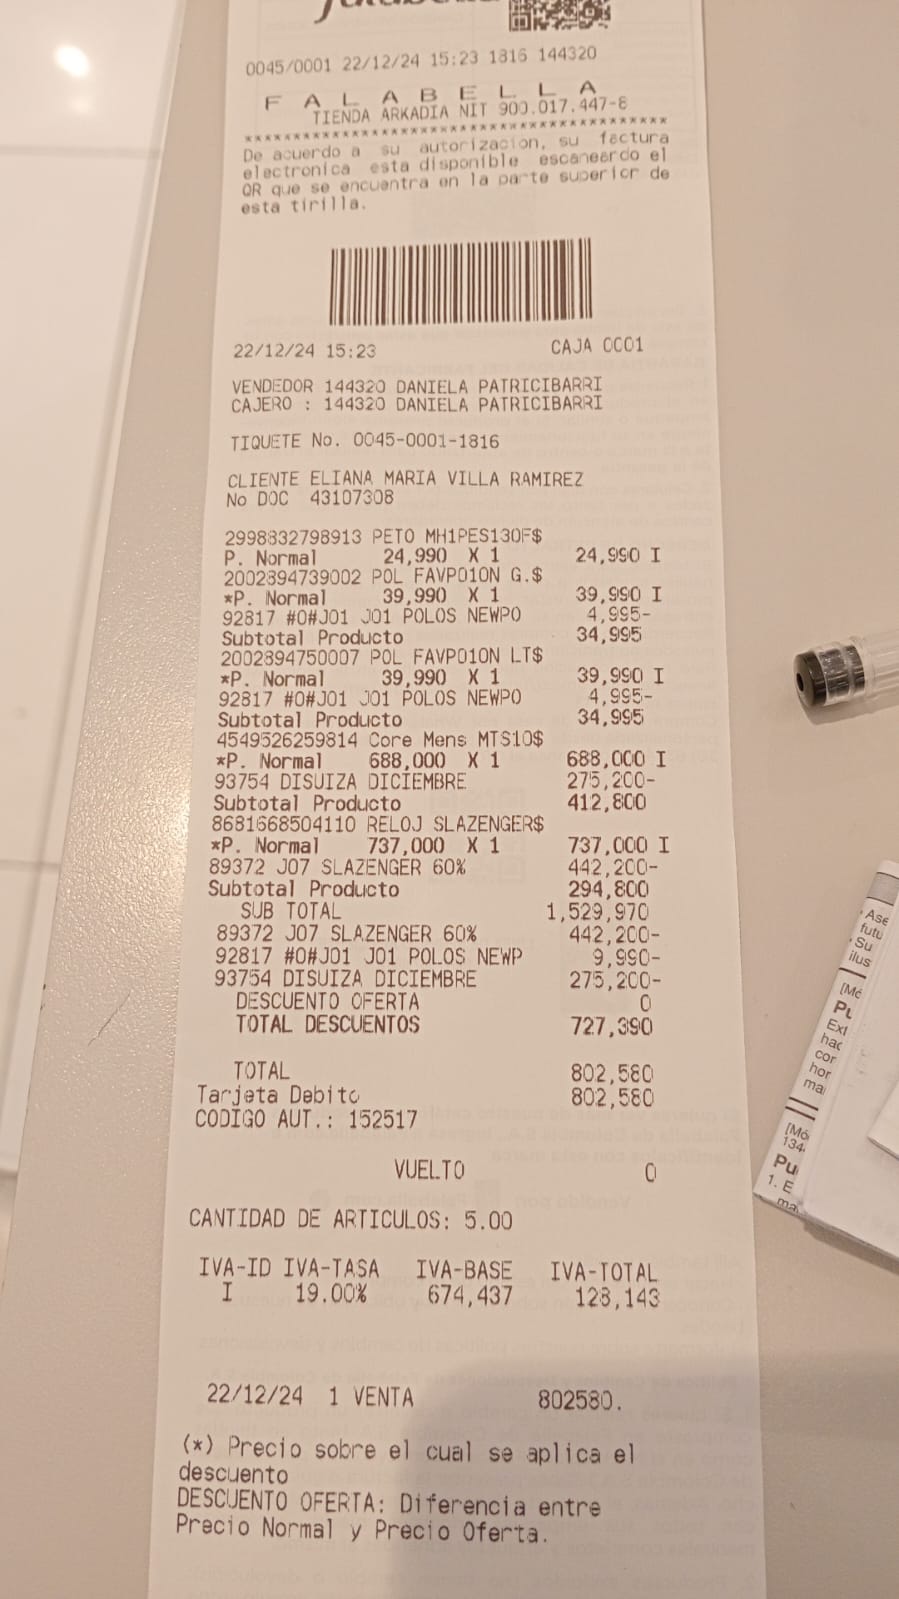 0045/0001 22/12/24 15:23 1816 144320
F A L A B E L L A
TIENDA ARKADIA NIT 900.017.447-8
****************************************
De acuerdo a su autorizacion, su factura
electronica esta disponible escaneardo el
QR que se encuentra en la parte superior de
esta tirilla.
22/12/24 15:23 CAJA 0001
VENDEDOR 144320 DANIELA PATRICIBARRI
CAJERO : 144320 DANIELA PATRICIBARRI
TIQUETE No. 0045-0001-1816
CLIENTE ELIANA MARIA VILLA RAMIREZ
No DOC 43107308
2998832798913 PETO MH1PES130F$
P. Normal 24,990 X 1 24,990 I
2002894739002 POL FAVPO1ON G.$
*P. Normal 39,990 X 1 39,990 I
92817 #0#J01 J01 POLOS NEWPO 4,995-
Subtotal Producto 34,995
2002894750007 POL FAVPO1ON LT$
*P. Normal 39,990 X 1 39,990 I
92817 #0#J01 J01 POLOS NEWPO 4,995-
Subtotal Producto 34,995
4549526259814 Core Mens MTS10$
*P. Normal 688,000 X 1 688,000 I
93754 DISUIZA DICIEMBRE 275,200-
Subtotal Producto 412,800
8681668504110 RELOJ SLAZENGER$
*P. Normal 737,000 X 1 737,000 I
89372 J07 SLAZENGER 60% 442,200-
Subtotal Producto 294,800
SUB TOTAL 1,529,970
89372 J07 SLAZENGER 60% 442,200-
92817 #0#J01 J01 POLOS NEWP 9,990-
93754 DISUIZA DICIEMBRE 275,200-
DESCUENTO OFERTA 0
TOTAL DESCUENTOS 727,390
TOTAL 802,580
Tarjeta Debito 802,580
CODIGO AUT.: 152517
VUELTO 0
CANTIDAD DE ARTICULOS: 5.00
IVA-ID IVA-TASA IVA-BASE IVA-TOTAL
I 19.00% 674,437 128,143
22/12/24 1 VENTA 802580.
(*) Precio sobre el cual se aplica el
descuento
DESCUENTO OFERTA: Diferencia entre
Precio Normal y Precio Oferta.